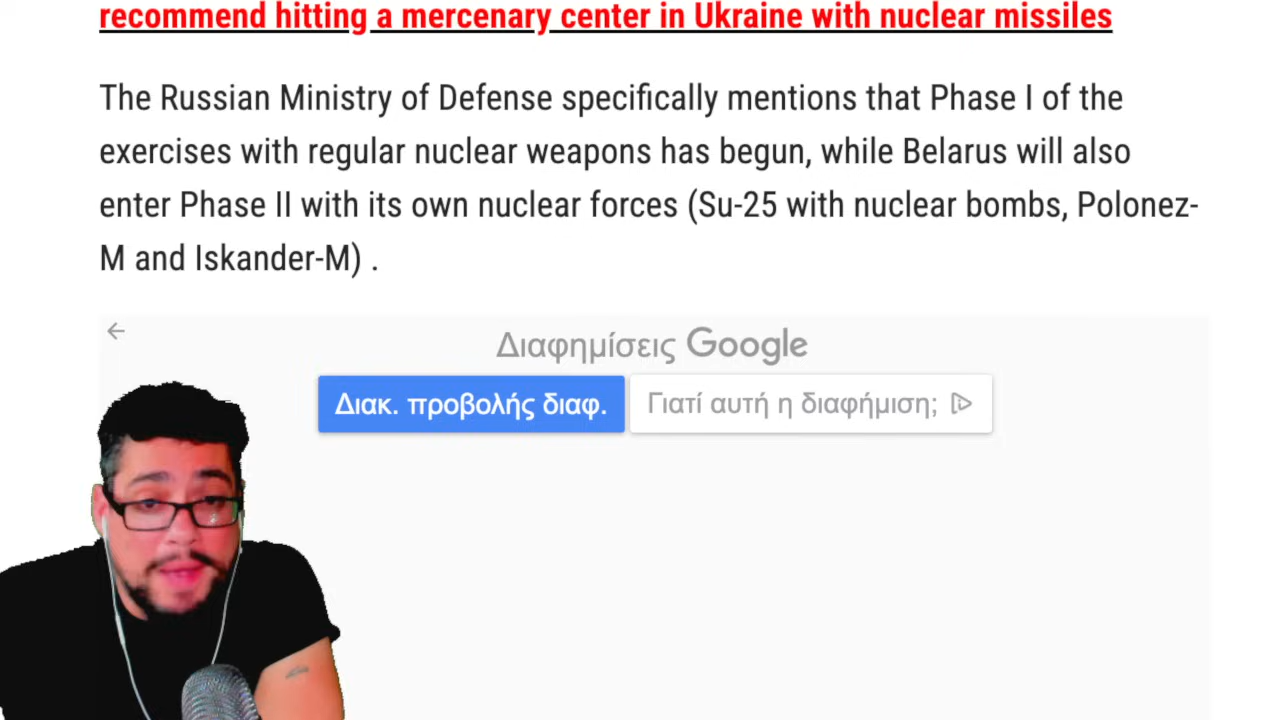 recommend hitting a mercenary center in Ukraine with nuclear missiles
The Russian Ministry of Defense specifically mentions that Phase I of the
exercises with regular nuclear weapons has begun, while Belarus will also
enter Phase II with its own nuclear forces (Su-25 with nuclear bombs, Polonez-
M and Iskander-M) .
Διαφημίσεις Google
Διακ. προβολής διαφ.
Γιατί αυτή η διαφήμιση;